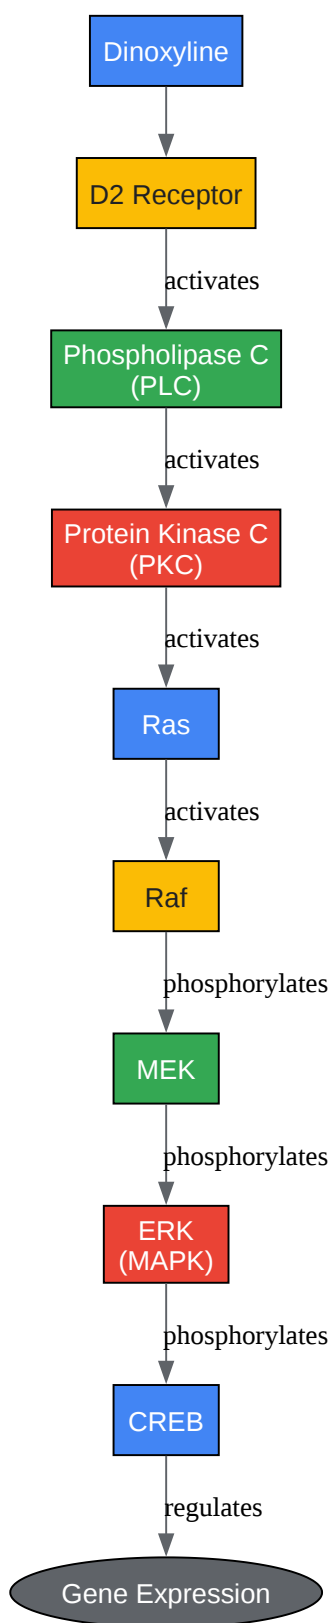 Dinoxyline
D2 Receptor
activates
Phospholipase C
(PLC)
activates
Protein Kinase C
(PKC)
activates
Ras
activates
Raf
phosphorylates
MEK
phosphorylates
ERK
(MAPK)
phosphorylates
CREB
regulates
Gene Expression